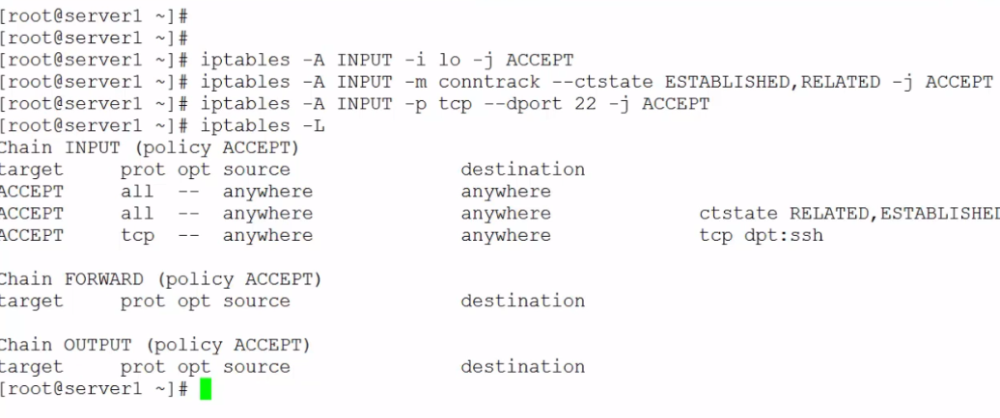 [root@server1 ~]#
[root@server1 ~]#
[root@server1 ~]# iptables -A INPUT -i lo -j ACCEPT
[root@server1 ~]# iptables -A INPUT -m conntrack --ctstate ESTABLISHED,RELATED -j ACCEPT
[root@server1 ~]# iptables -A INPUT -p tcp --dport 22 -j ACCEPT
[root@server1 ~]# iptables -L
Chain INPUT (policy ACCEPT)
target     prot opt source               destination
ACCEPT     all  --  anywhere             anywhere
ACCEPT     all  --  anywhere             anywhere             ctstate RELATED,ESTABLISHED
ACCEPT     tcp  --  anywhere             anywhere             tcp dpt:ssh
Chain FORWARD (policy ACCEPT)
target     prot opt source               destination
Chain OUTPUT (policy ACCEPT)
target     prot opt source               destination
[root@server1 ~]#